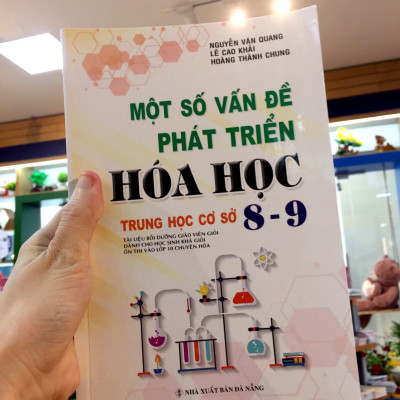 NGUYỄN VĂN QUANG
LÊ CAO KHẢI
HOÀNG THÀNH CHUNG
MỘT SỐ VẤN ĐỀ
PHÁT TRIỂN
HÓA HỌC
TRUNG HỌC CƠ SỞ 8 - 9
TÀI LIỆU BỒI DƯỠNG GIÁO VIÊN GIỎI
DÀNH CHO HỌC SINH KHÁ GIỎI
ÔN THI VÀO LỚP 10 CHUYÊN HÓA
NHÀ XUẤT BẢN ĐÀ NẴNG